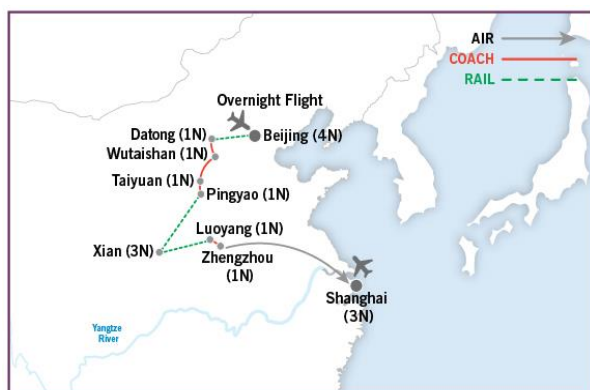 AIR
COACH
RAIL
Overnight Flight
Datong (1N)
Beijing (4N)
Wutaishan (1N)
Taiyuan (1N)
Pingyao (1N)
Luoyang (1N)
Xian (3N)
Zhengzhou
(1N)
Shanghai
(3N)
Yangtze
River